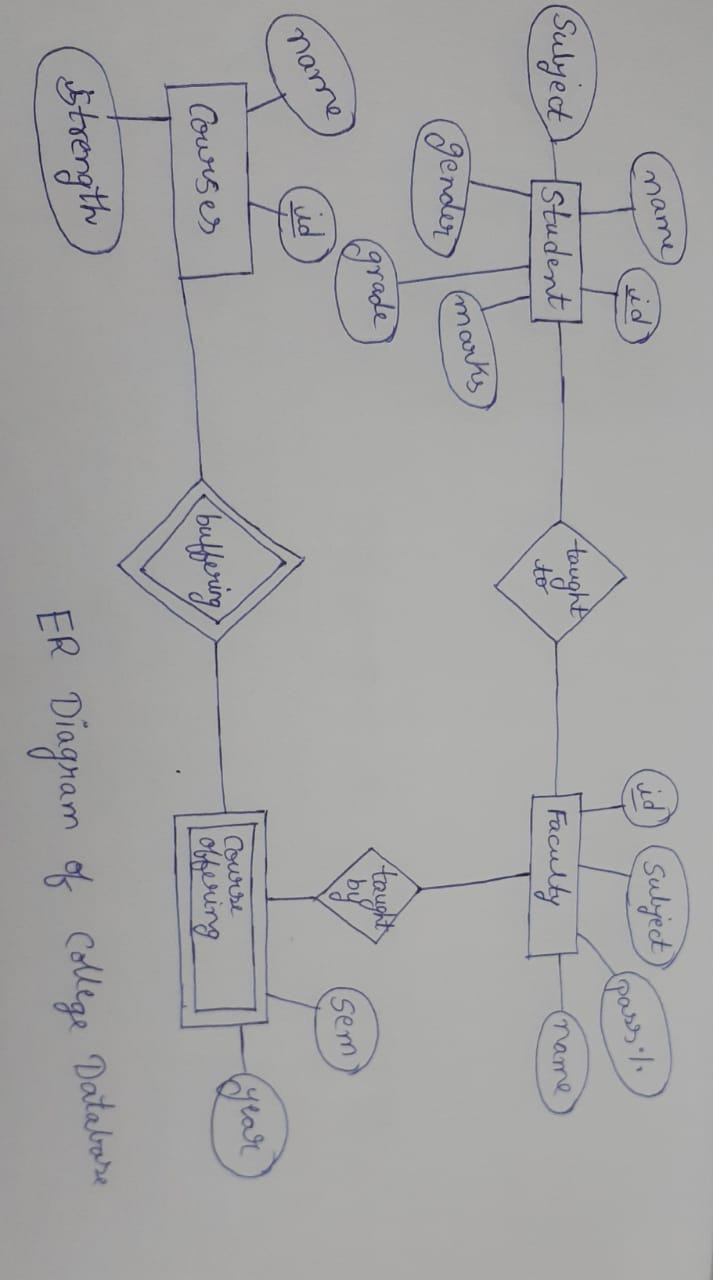 name
id
Subject
Student
gender
grade
marks
taught
to
id
Subject
pass%
name
Faculty
taught
by
name
id
Courses
Strength
buffering
Course
offering
sem
year
ER Diagram of College Database